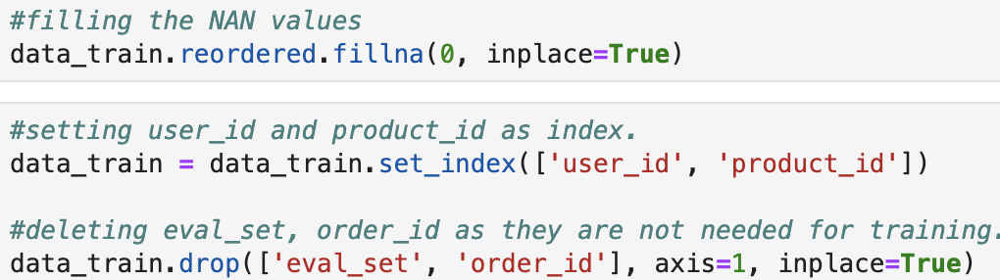 #filling the NAN values
data_train.reordered.fillna(0, inplace=True)
#setting user_id and product_id as index.
data_train = data_train.set_index(['user_id', 'product_id'])
#deleting eval_set, order_id as they are not needed for training.
data_train.drop(['eval_set', 'order_id'], axis=1, inplace=True)